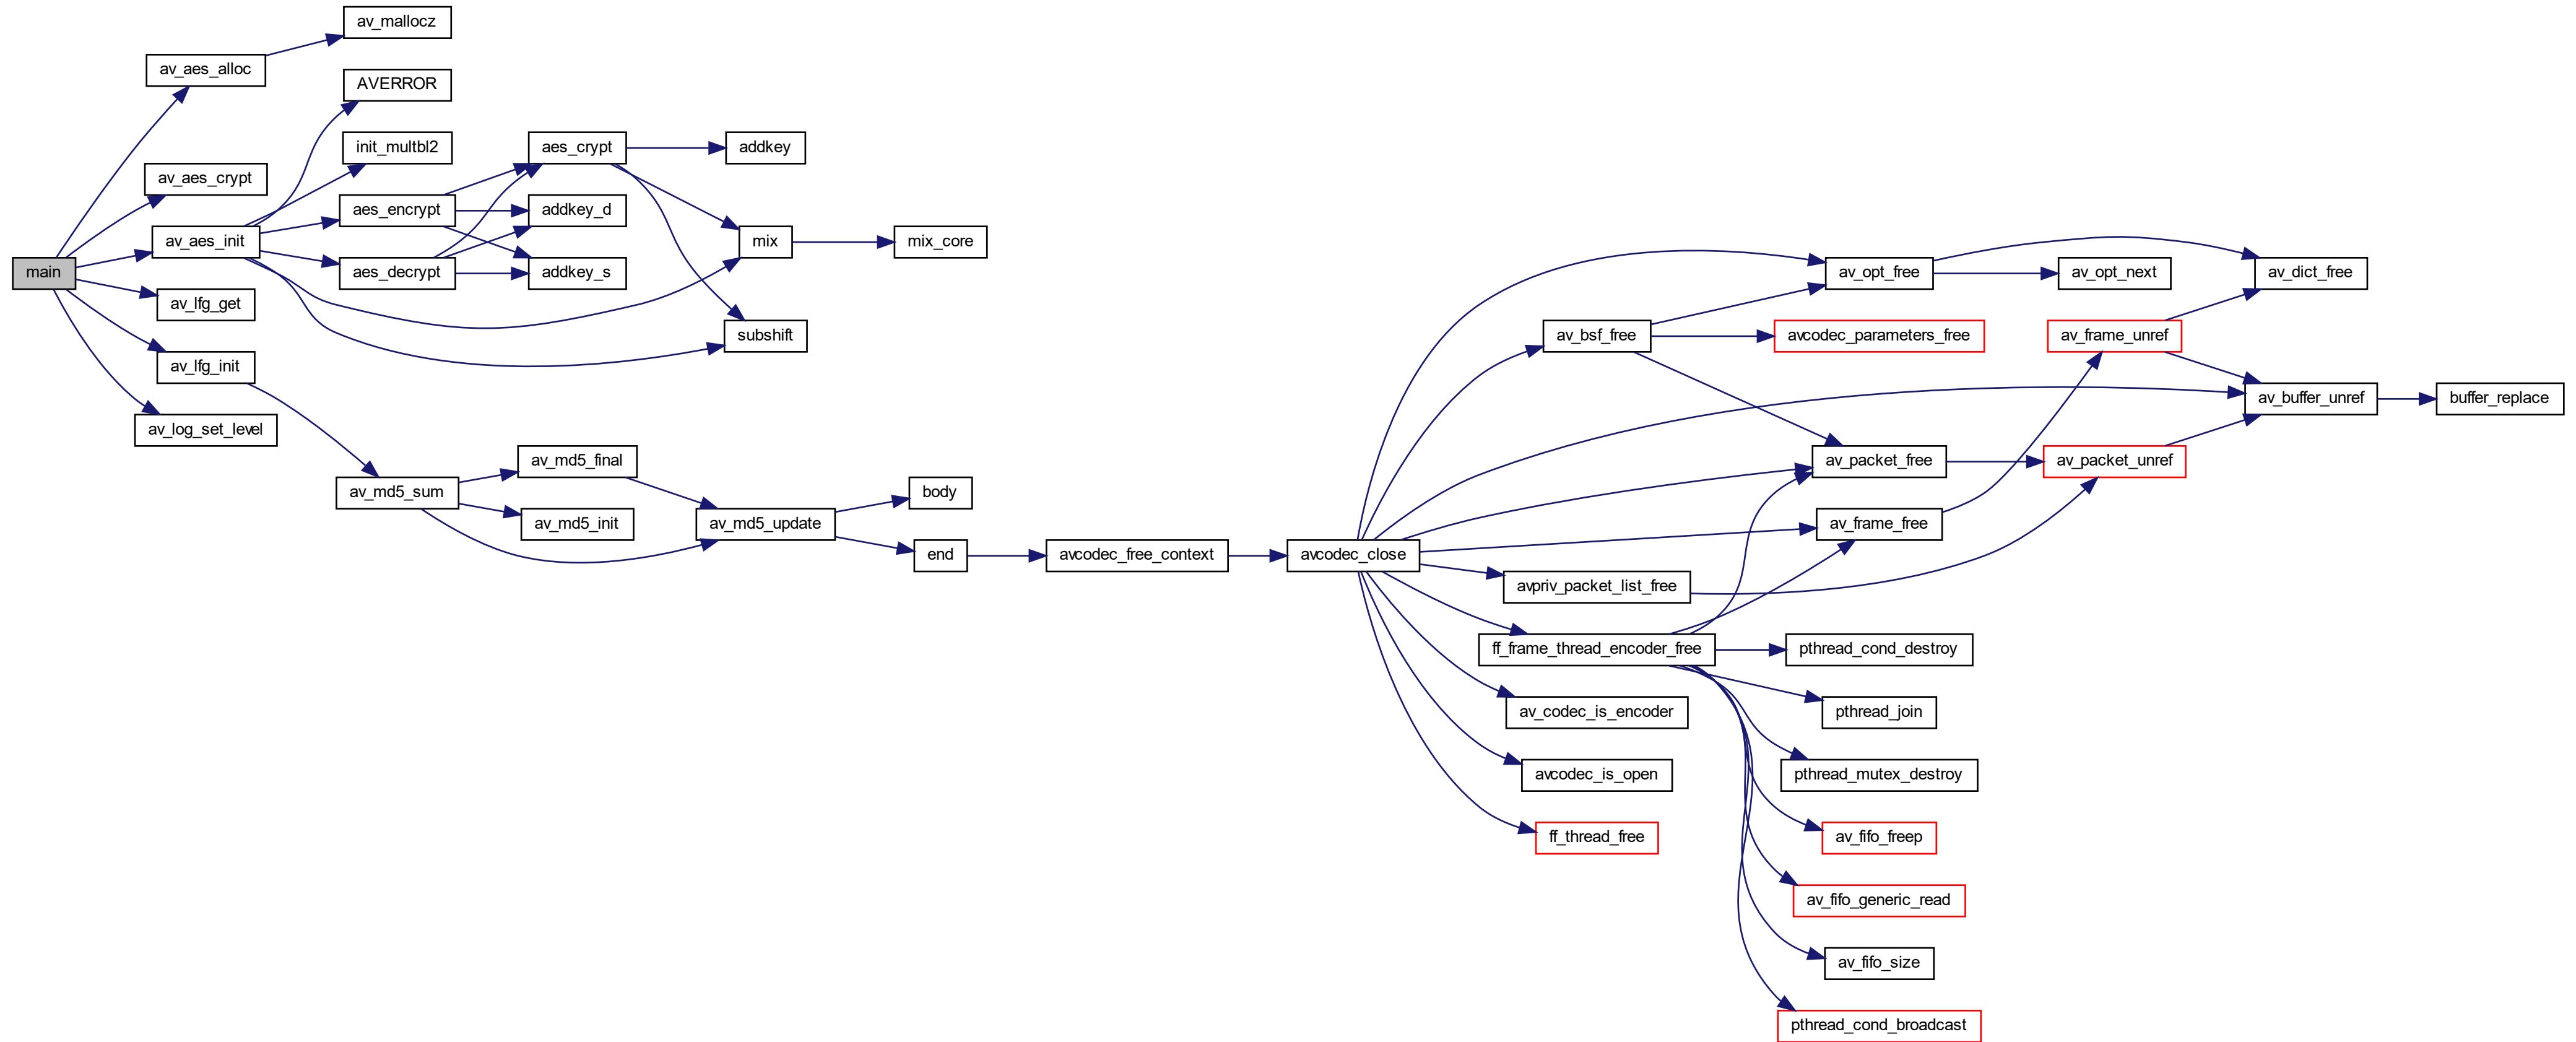 main
av_aes_alloc
av_mallocz
av_aes_crypt
av_aes_init
AVERROR
init_multbl2
aes_encrypt
aes_decrypt
aes_crypt
addkey
addkey_d
addkey_s
mix
mix_core
subshift
av_lfg_get
av_lfg_init
av_log_set_level
av_md5_sum
av_md5_final
av_md5_init
av_md5_update
body
end
avcodec_free_context
avcodec_close
av_opt_free
av_opt_next
av_dict_free
av_bsf_free
avcodec_parameters_free
av_frame_unref
av_buffer_unref
buffer_replace
av_packet_free
av_packet_unref
av_frame_free
avpriv_packet_list_free
ff_frame_thread_encoder_free
pthread_cond_destroy
av_codec_is_encoder
pthread_join
avcodec_is_open
pthread_mutex_destroy
ff_thread_free
av_fifo_freep
av_fifo_generic_read
av_fifo_size
pthread_cond_broadcast